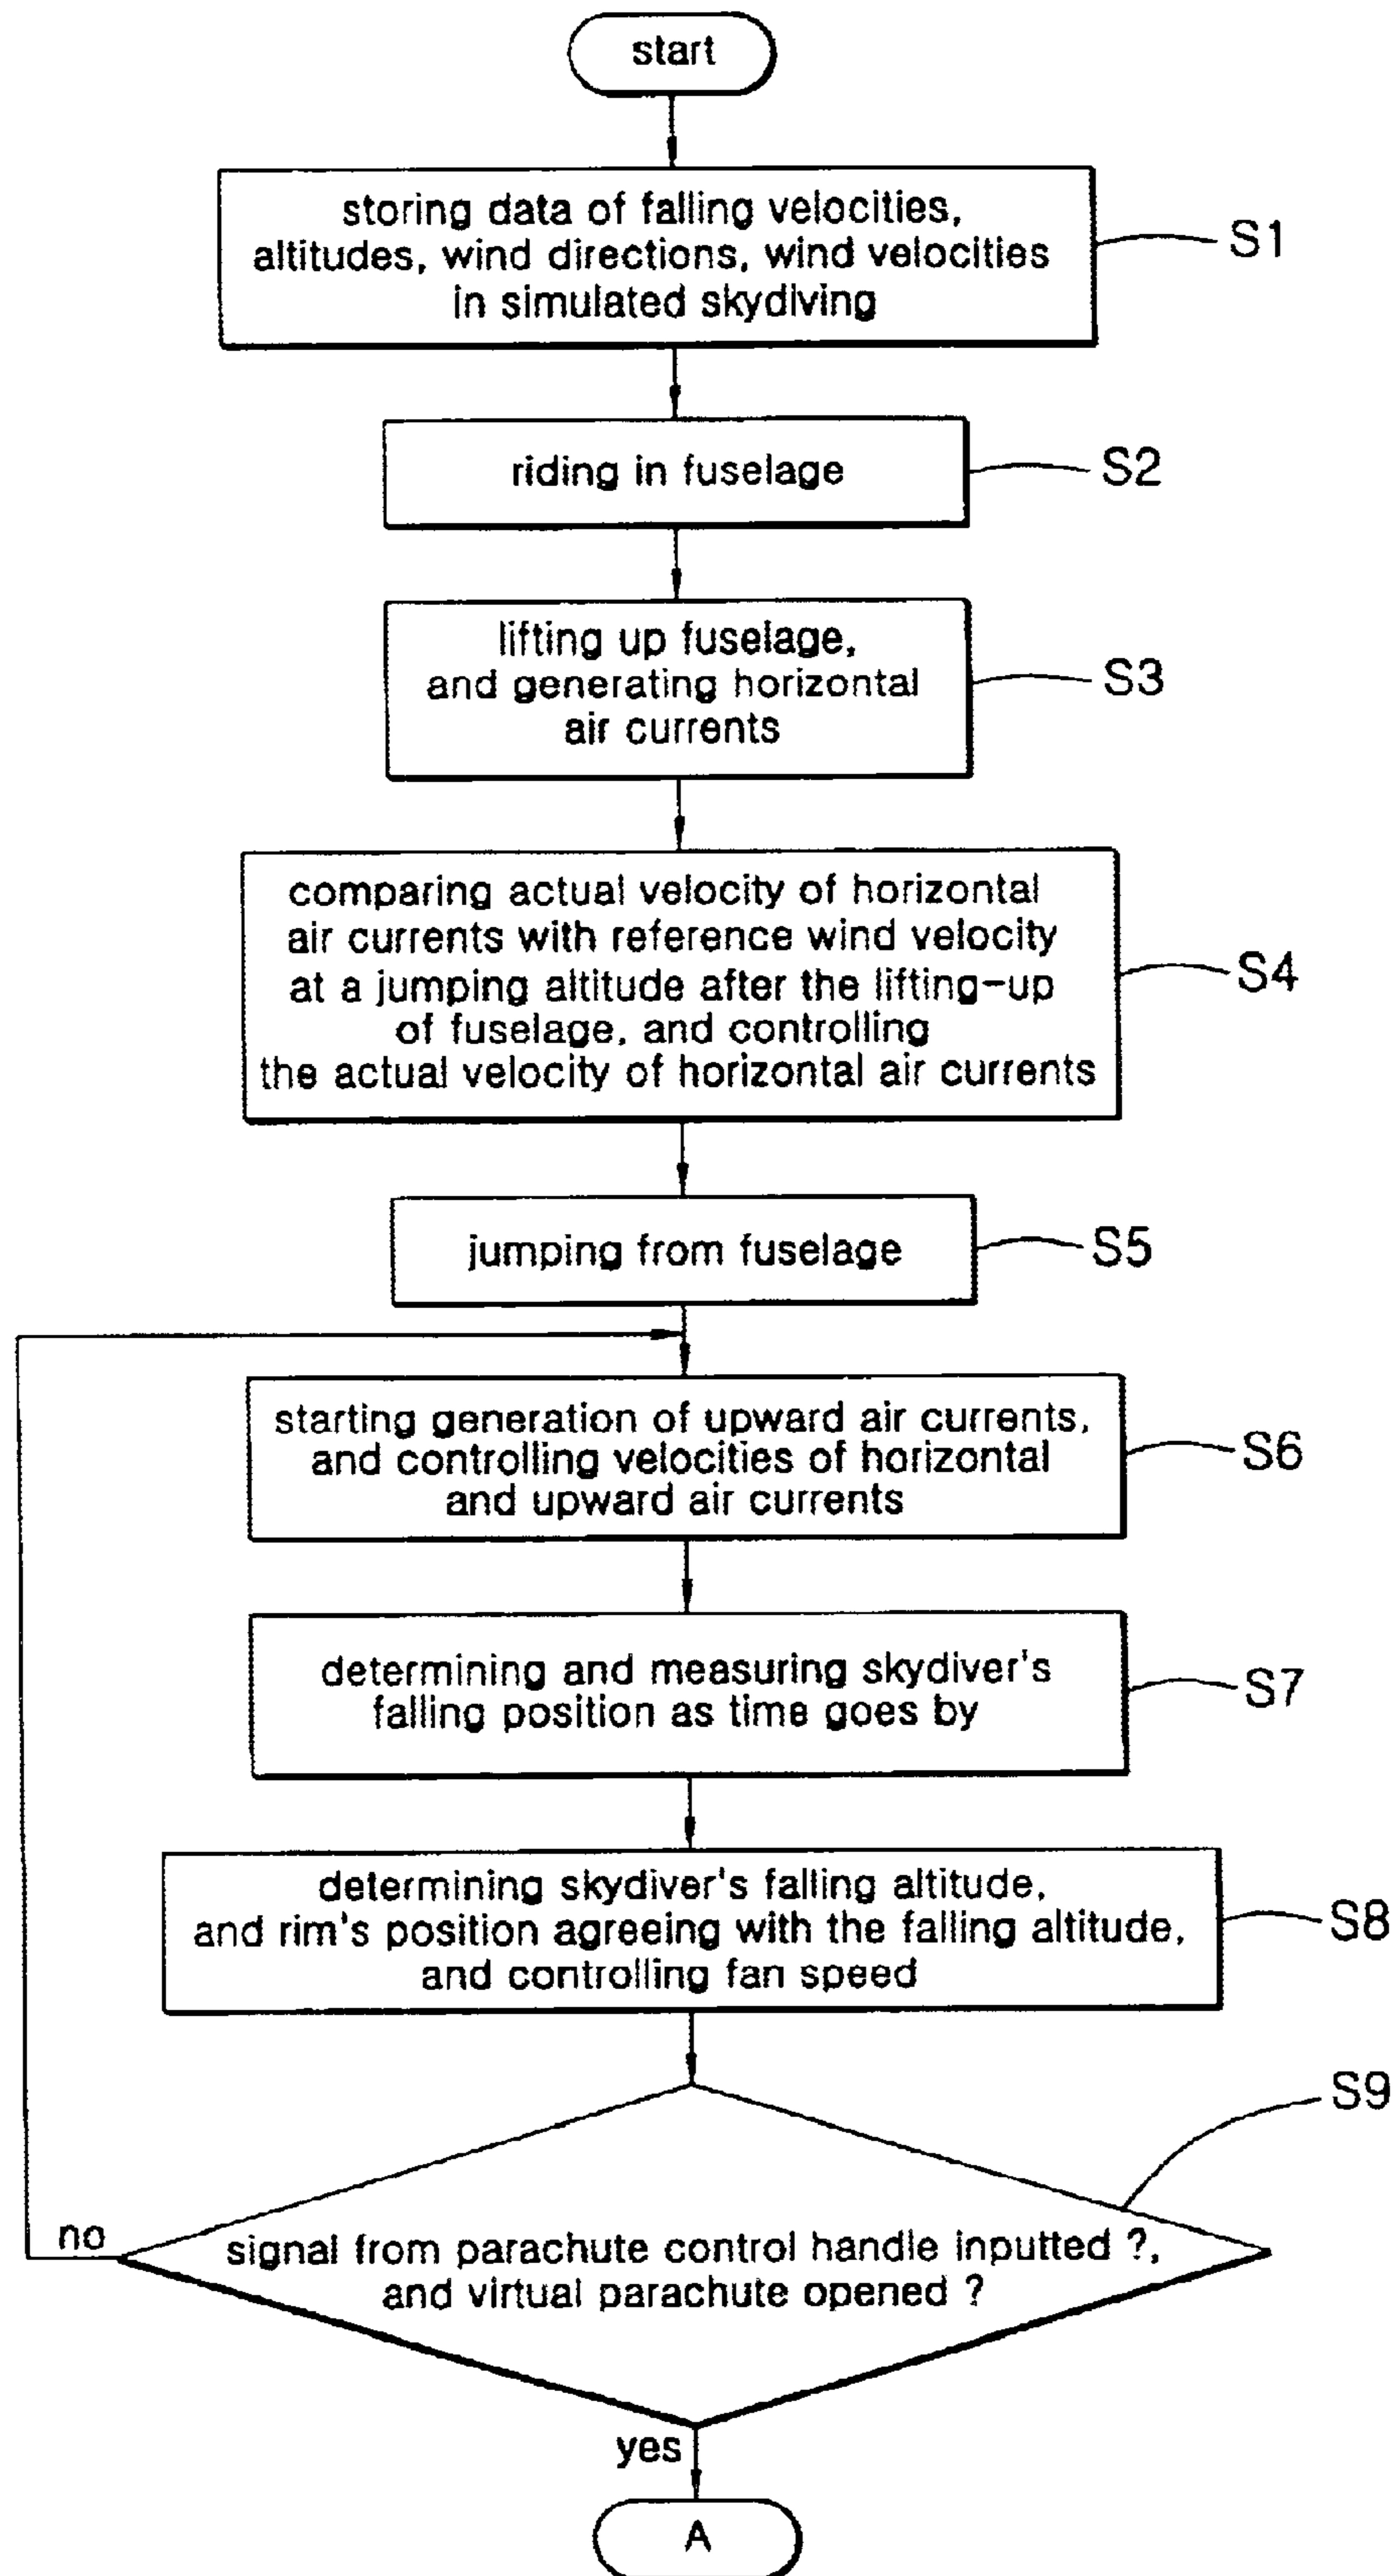 start
storing data of falling velocities,
altitudes, wind directions, wind velocities
in simulated skydiving
S1
riding in fuselage
S2
lifting up fuselage,
and generating horizontal
air currents
S3
comparing actual velocity of horizontal
air currents with reference wind velocity
at a jumping altitude after the lifting-up
of fuselage, and controlling
the actual velocity of horizontal air currents
S4
jumping from fuselage
S5
starting generation of upward air currents,
and controlling velocities of horizontal
and upward air currents
S6
determining and measuring skydiver's
falling position as time goes by
S7
determining skydiver's falling altitude,
and rim's position agreeing with the falling altitude,
and controlling fan speed
S8
S9
no
signal from parachute control handle inputted ?,
and virtual parachute opened ?
yes
A